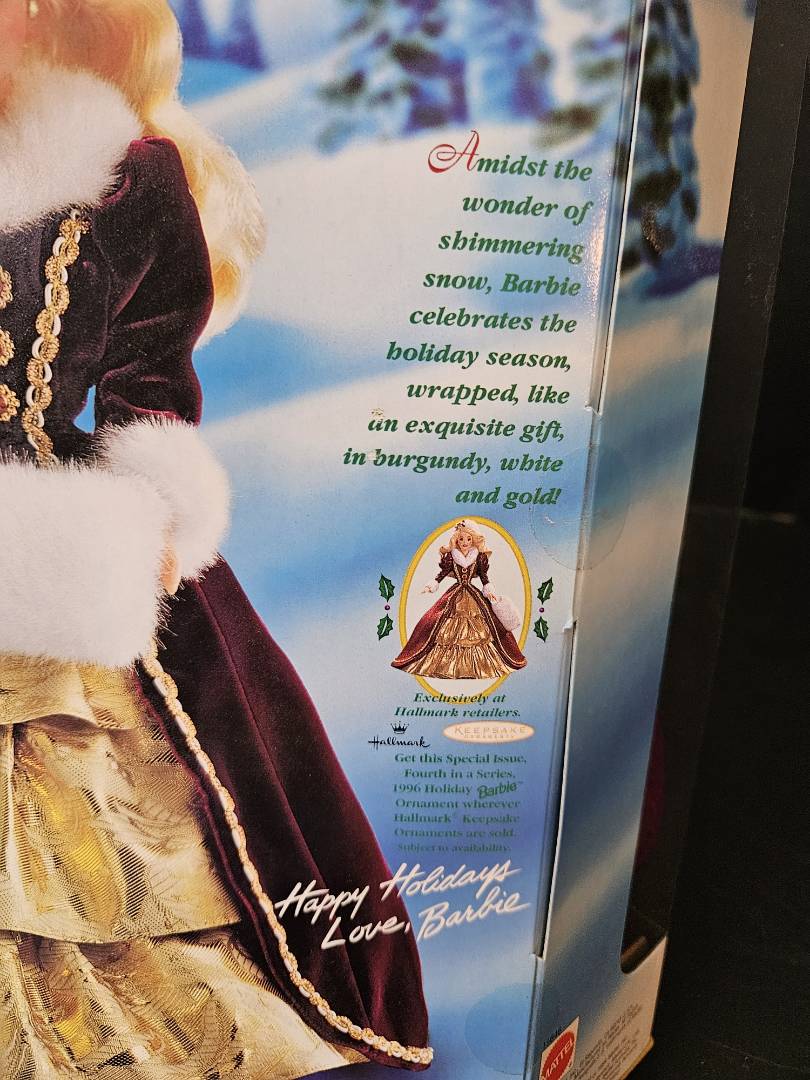 Amidst the
wonder of
shimmering
snow, Barbie
celebrates the
holiday season,
wrapped, like
an exquisite gift,
in burgundy, white
and gold!
Exclusively at
Hallmark retailers.
Hallmark
KEEPSAKE
ORNAMENTS
Get this Special Issue,
Fourth in a Series,
1996 Holiday Barbie™
Ornament wherever
Hallmark® Keepsake
Ornaments are sold.
Subject to availability.
Happy Holidays
Love, Barbie
MATTEL